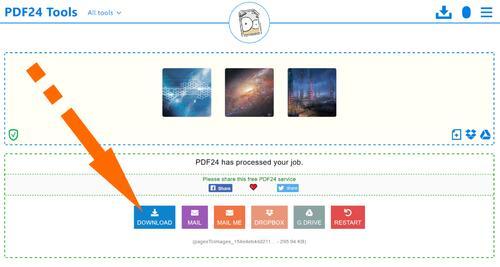 PDF24 Tools
All tools
PDF24 has processed your job.
Please share this free PDF24 service
Share
share
DOWNLOAD
MAIL
MAIL ME
DROPBOX
G DRIVE
RESTART
- 295.94 KB)